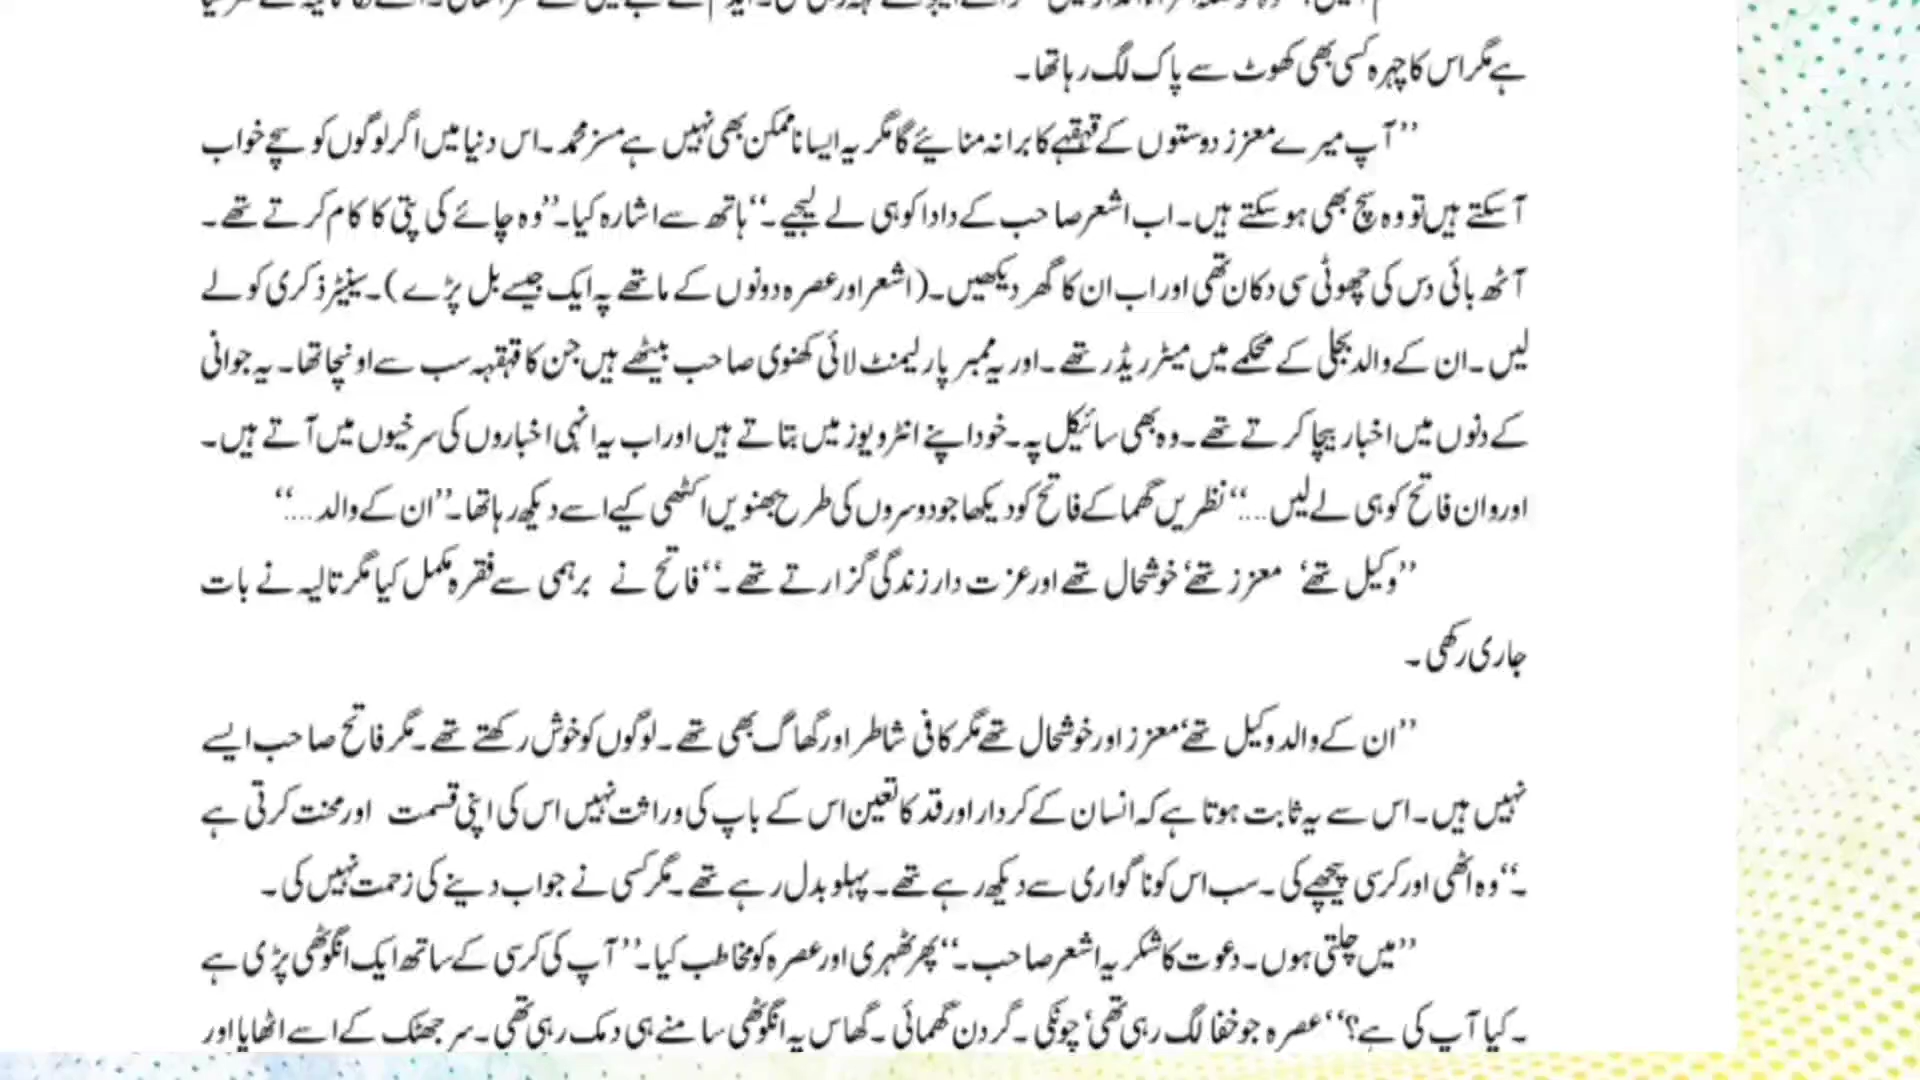 ہے مگر اس کا چہرہ کسی بھی کھوٹ سے پاک لگ رہا تھا۔
’’آپ میرے معزز دوستوں کے قہقہے کا برا نہ منائیے گا مگر یہ ایسا ناممکن بھی نہیں ہے مسز محمد۔ اس دنیا میں اگر لوگوں کو سچے خواب
آ سکتے ہیں تو وہ سچ بھی ہو سکتے ہیں۔ اب اشعر صاحب کے دادا کو ہی لے لیجیے۔‘‘ ہاتھ سے اشارہ کیا۔ ’’وہ چائے کی پتی کا کام کرتے تھے۔
آٹھ بائی دس کی چھوٹی سی دکان تھی اور اب ان کا گھر دیکھیں۔ (اشعر اور عصرہ دونوں کے ماتھے پہ ایک جیسے بل پڑے)۔ سینیٹر ذکری کو لے
لیں۔ ان کے والد بجلی کے محکمے میں میٹر ریڈر تھے۔ اور یہ ممبر پارلیمنٹ لائی کھنوی صاحب بیٹھے ہیں جن کا قہقہہ سب سے اونچا تھا۔ یہ جوانی
کے دنوں میں اخبار بیچا کرتے تھے۔ وہ بھی سائیکل پہ۔ خود اپنے انٹرویوز میں بتاتے ہیں اور اب یہ انہی اخباروں کی سرخیوں میں آتے ہیں۔
اور وان فاتح کو ہی لے لیں....‘‘ نظریں گھما کے فاتح کو دیکھا جو دوسروں کی طرح بھنویں اکٹھی کیے اسے دیکھ رہا تھا۔ ’’ان کے والد....‘‘
’’وکیل تھے‘ معزز تھے‘ خوشحال تھے اور عزت دار زندگی گزارتے تھے۔‘‘ فاتح نے برہمی سے فقرہ مکمل کیا مگر تالیہ نے بات
جاری رکھی۔
’’ان کے والد وکیل تھے‘ معزز اور خوشحال تھے مگر کافی شاطر اور گھاگ بھی تھے۔ لوگوں کو خوش رکھتے تھے۔ مگر فاتح صاحب ایسے
نہیں ہیں۔ اس سے یہ ثابت ہوتا ہے کہ انسان کے کردار اور قد کا تعین اس کے باپ کی وراثت نہیں اس کی اپنی قسمت اور محنت کرتی ہے
۔‘‘ وہ اٹھی اور کرسی پیچھے کی۔ سب اس کو ناگواری سے دیکھ رہے تھے۔ پہلو بدل رہے تھے۔ مگر کسی نے جواب دینے کی زحمت نہیں کی۔
’’میں چلتی ہوں۔ دعوت کا شکریہ اشعر صاحب۔‘‘ پھر ٹھہری اور عصرہ کو مخاطب کیا۔ ’’آپ کی کرسی کے ساتھ ایک انگوٹھی پڑی ہے
۔ کیا آپ کی ہے؟‘‘ عصرہ جو خفا لگ رہی تھی‘ چونکی۔ گردن گھمائی۔ گھاس پہ انگوٹھی سامنے ہی دمک رہی تھی۔ سر جھٹک کے اسے اٹھایا اور